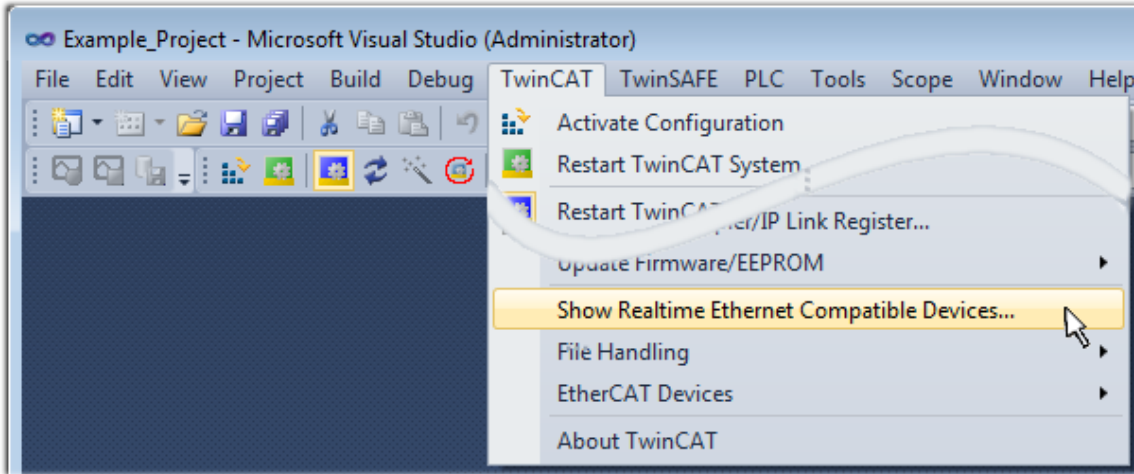 Example_Project - Microsoft Visual Studio (Administrator)
File Edit View Project Build Debug TwinCAT TwinSAFE PLC Tools Scope Window Help
Activate Configuration
Restart TwinCAT System
Restart /IP Link Register...
Update Firmware/EEPROM
Show Realtime Ethernet Compatible Devices...
File Handling
EtherCAT Devices
About TwinCAT